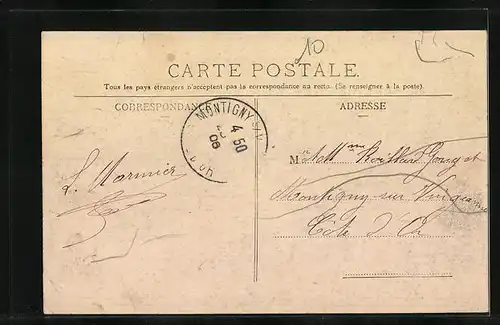 10
CARTE POSTALE
Tous les pays étrangers n'acceptent pas la correspondance au recto. (Se renseigner à la poste.)
CORRESPONDANCE
ADRESSE
MONTIGNY S/V
4 50
06
L. Marmier
M
Montigny sur Vingeanne
Côte d'Or